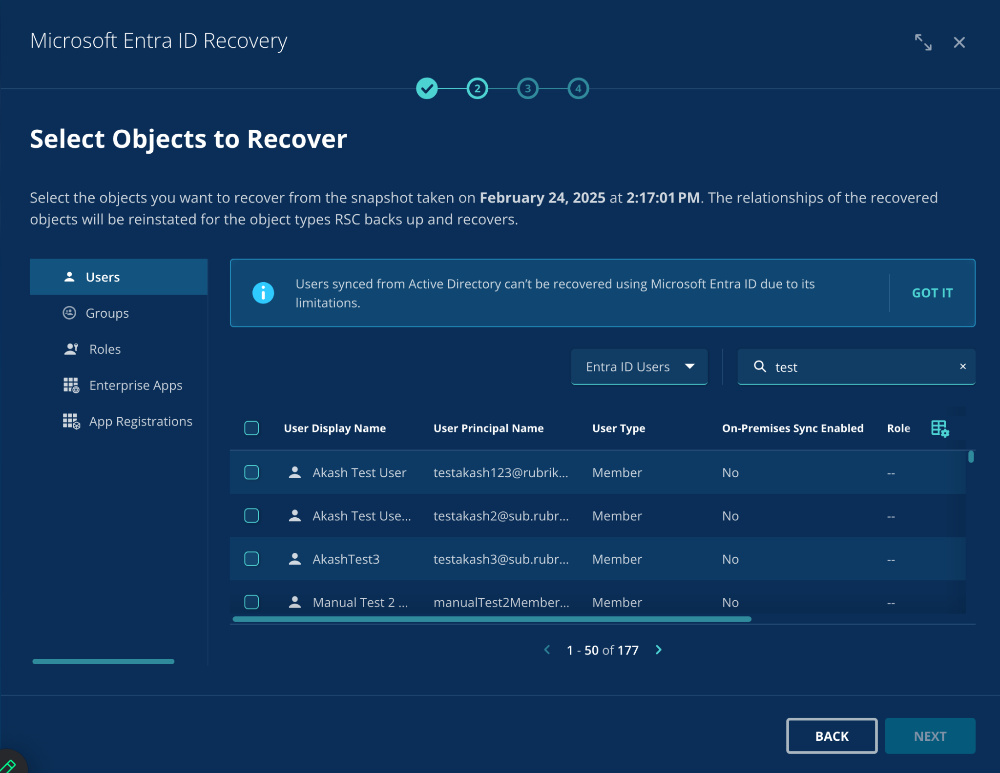 Microsoft Entra ID Recovery
2
3
4
Select Objects to Recover
Select the objects you want to recover from the snapshot taken on February 24, 2025 at 2:17:01 PM. The relationships of the recovered
objects will be reinstated for the object types RSC backs up and recovers.
Users
Groups
Roles
Enterprise Apps
App Registrations
Users synced from Active Directory can’t be recovered using Microsoft Entra ID due to its
limitations.
GOT IT
Entra ID Users
test
User Display Name User Principal Name User Type On-Premises Sync Enabled Role
Akash Test User testakash123@rubrik... Member No --
Akash Test Use... testakash2@sub.rubr... Member No --
AkashTest3 testakash3@sub.rubr... Member No --
Manual Test 2 ... manualTest2Member... Member No --
1 - 50 of 177
BACK
NEXT